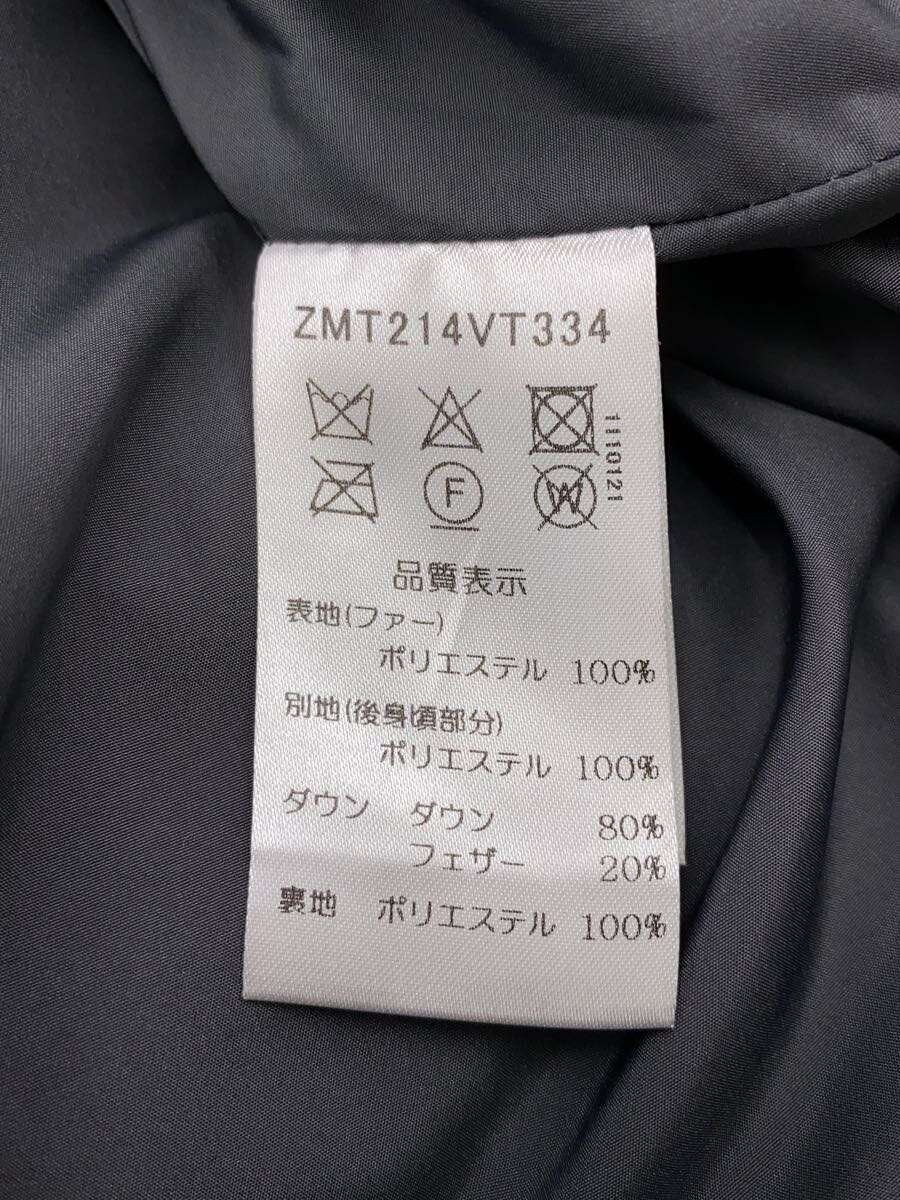 ZMT214VT334
1110121
F
W
品質表示
表地(ファー)
ポリエステル 100%
別地(後身頃部分)
ポリエステル 100%
ダウン ダウン 80%
フェザー 20%
裏地 ポリエステル 100%